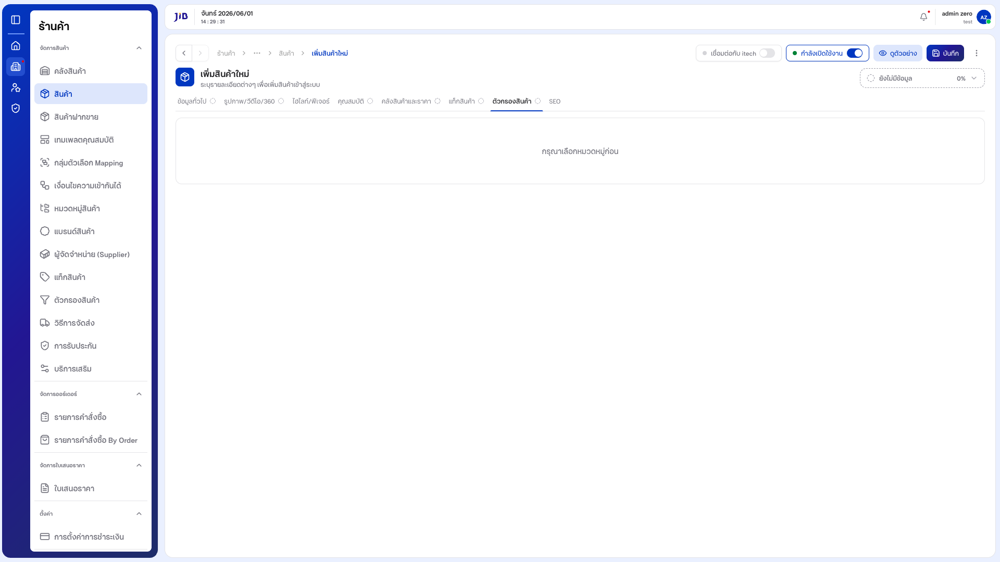 ร้านค้า
จัดการสินค้า
คลังสินค้า
สินค้า
สินค้าฝากขาย
เทมเพลตคุณสมบัติ
กลุ่มตัวเลือก Mapping
เงื่อนไขความเข้ากันได้
หมวดหมู่สินค้า
แบรนด์สินค้า
ผู้จัดจำหน่าย (Supplier)
แท็กสินค้า
ตัวกรองสินค้า
วิธีการจัดส่ง
การรับประกัน
บริการเสริม
จัดการออร์เดอร์
รายการคำสั่งซื้อ
รายการคำสั่งซื้อ By Order
จัดการใบเสนอราคา
ใบเสนอราคา
ตั้งค่า
การตั้งค่าการชำระเงิน
JIB
จันทร์ 2026/06/01
14 : 29 : 31
admin zero
test
AZ
ร้านค้า > ••• > สินค้า > เพิ่มสินค้าใหม่
เชื่อมต่อกับ itech
กำลังเปิดใช้งาน
ดูตัวอย่าง
บันทึก
เพิ่มสินค้าใหม่
ระบุรายละเอียดต่างๆ เพื่อเพิ่มสินค้าเข้าสู่ระบบ
ยังไม่มีข้อมูล 0%
ข้อมูลทั่วไป รูปภาพ/วีดีโอ/360 ไฮไลท์/ฟีเจอร์ คุณสมบัติ คลังสินค้าและราคา แท็กสินค้า ตัวกรองสินค้า SEO
กรุณาเลือกหมวดหมู่ก่อน